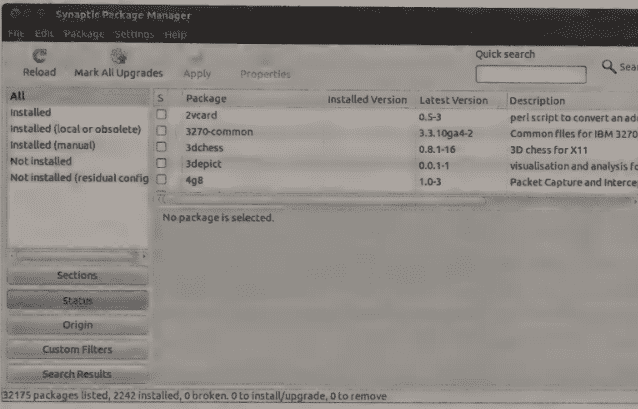 Synaptic Package Manager
File Edit Package Settings Help
Reload Mark All Upgrades Apply Properties
Quick search
Sear
All
Installed
Installed (local or obsolete)
Installed (manual)
Not installed
Not installed (residual config
S Package Installed Version Latest Version Description
2vcard 0.5-3 perl script to convert an add
3270-common 3.3.10ga4-2 Common files for IBM 3270
3dchess 0.8.1-16 3D chess for X11
3depict 0.0.1-1 visualisation and analysis fo
4g8 1.0-3 Packet Capture and Interce
No package is selected.
Sections
Status
Origin
Custom Filters
Search Results
32175 packages listed, 2242 installed, 0 broken. 0 to install/upgrade, 0 to remove